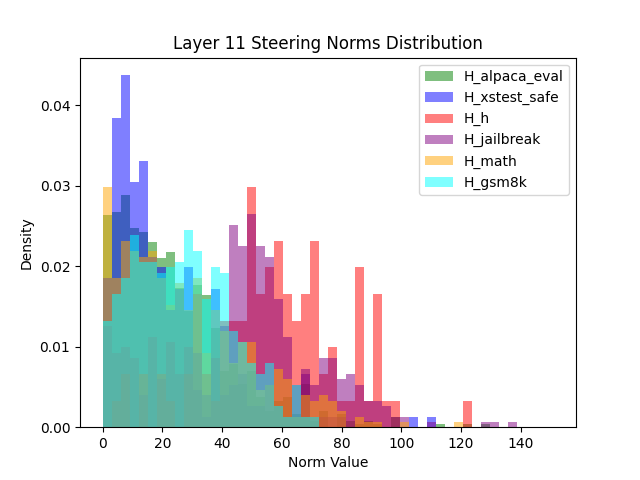 Layer 11 Steering Norms Distribution
H_alpaca_eval
H_xstest_safe
H_h
H_jailbreak
H_math
H_gsm8k
0.04
0.03
0.02
0.01
0.00
Density
0 20 40 60 80 100 120 140
Norm Value